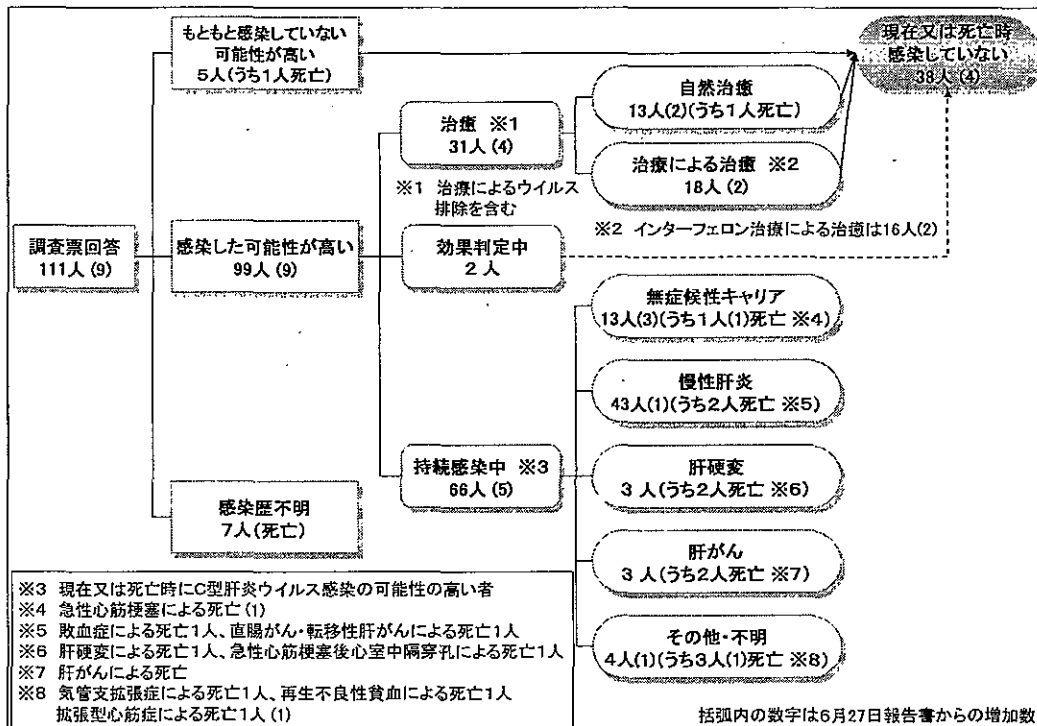 もともと感染していない
可能性が高い
5人(うち1人死亡)
現在又は死亡時
感染していない
38人(4)
治癒 ※1
31人(4)
自然治癒
13人(2)(うち1人死亡)
治療による治癒 ※2
18人(2)
※1 治療によるウイルス
排除を含む
※2 インターフェロン治療による治癒は16人(2)
調査票回答
111人(9)
感染した可能性が高い
99人(9)
効果判定中
2人
無症候性キャリア
13人(3)(うち1人(1)死亡 ※4)
慢性肝炎
43人(1)(うち2人死亡 ※5)
持続感染中 ※3
66人(5)
肝硬変
3人(うち2人死亡 ※6)
感染歴不明
7人(死亡)
肝がん
3人(うち2人死亡 ※7)
その他・不明
4人(1)(うち3人(1)死亡 ※8)
※3 現在又は死亡時にC型肝炎ウイルス感染の可能性の高い者
※4 急性心筋梗塞による死亡(1)
※5 敗血症による死亡1人、直腸がん・転移性肝がんによる死亡1人
※6 肝硬変による死亡1人、急性心筋梗塞後心室中隔穿孔による死亡1人
※7 肝がんによる死亡
※8 気管支拡張症による死亡1人、再生不良性貧血による死亡1人
拡張型心筋症による死亡1人(1)
括弧内の数字は6月27日報告書からの増加数